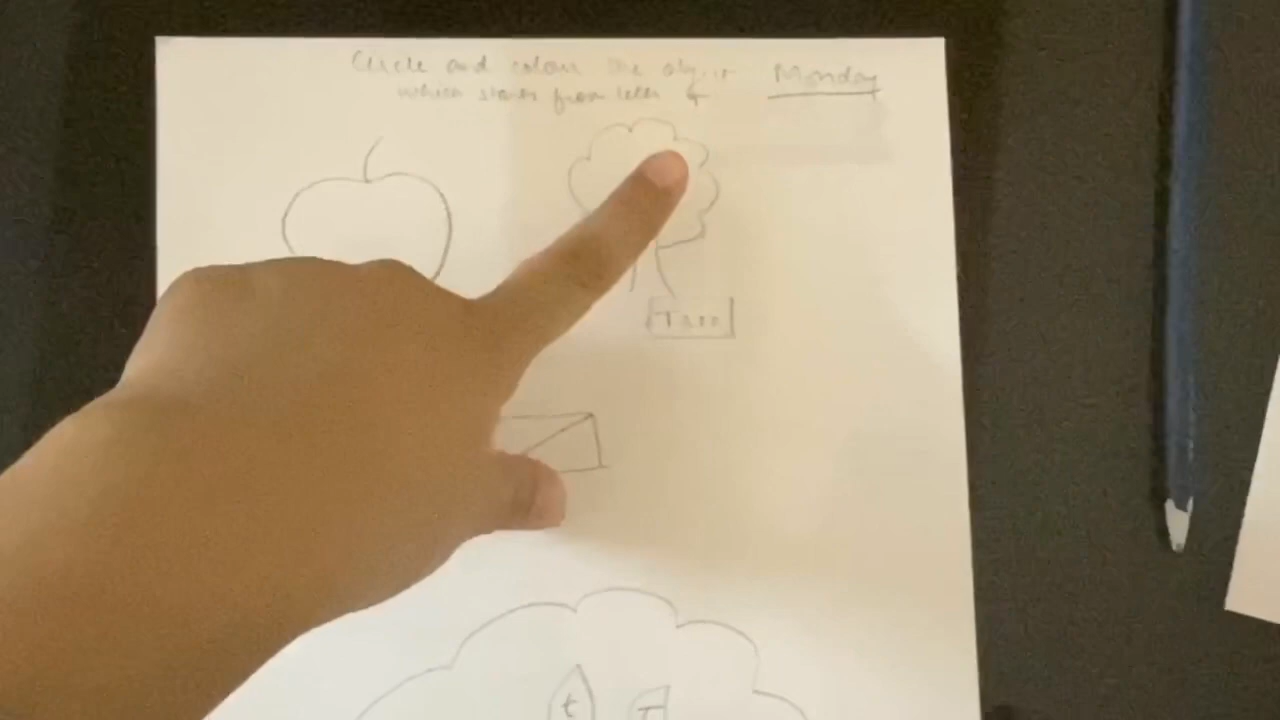 Circle and colour the object Monday
which starts from letter t
Tree
t T